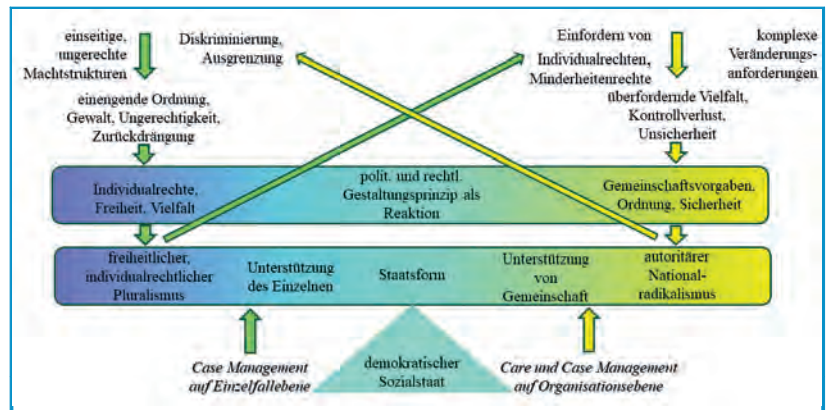 einseitige,
ungerechte
Machtstrukturen
Diskriminierung,
Ausgrenzung
Einfordern von
Individualrechten,
Minderheitenrechte,
komplexe
Veränderungs-
anforderungen
einengende Ordnung,
Gewalt, Ungerechtigkeit,
Zurückdrängung
überfordernde Vielfalt,
Kontrollverlust,
Unsicherheit
Individualrechte,
Freiheit, Vielfalt
polit. und rechtl.
Gestaltungsprinzip als
Reaktion
Gemeinschaftsvorgaben,
Ordnung, Sicherheit
freiheitlicher,
individualrechtlicher
Pluralismus
Unterstützung
des Einzelnen
Staatsform
Unterstützung
von
Gemeinschaft
autoritärer
National-
radikalismus
Case Management
auf Einzelfallebene
demokratischer
Sozialstaat
Care und Case Management
auf Organisationsebene